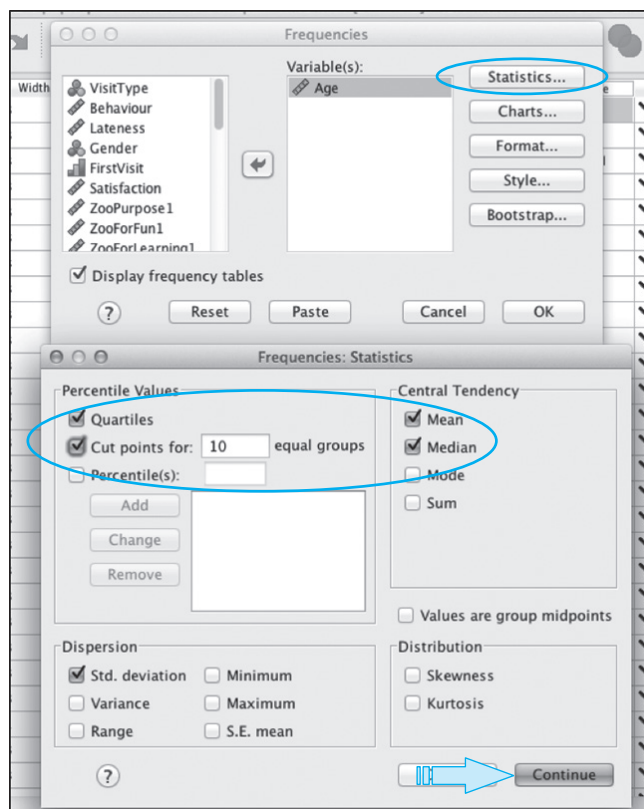 Frequencies
Width
Variable(s):
VisitType
Behaviour
Lateness
Gender
FirstVisit
Satisfaction
ZooPurpose1
ZooForFun1
ZooForLearning1
Age
Statistics...
Charts...
Format...
Style...
Bootstrap...
Display frequency tables
? Reset Paste Cancel OK
Frequencies: Statistics
Percentile Values
Quartiles
Cut points for: 10 equal groups
Percentile(s):
Add
Change
Remove
Central Tendency
Mean
Median
Mode
Sum
Values are group midpoints
Dispersion
Std. deviation Minimum
Variance Maximum
Range S.E. mean
Distribution
Skewness
Kurtosis
? Continue